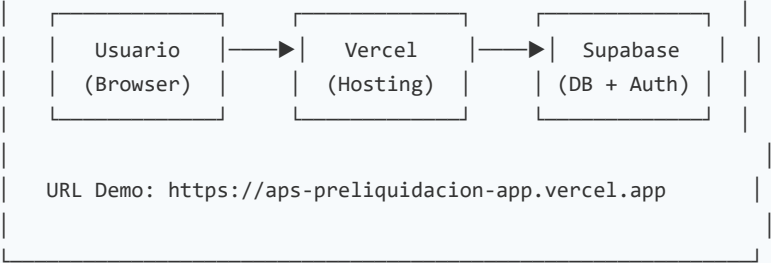 Usuario Vercel Supabase
(Browser) (Hosting) (DB + Auth)
URL Demo: https://aps-preliquidacion-app.vercel.app